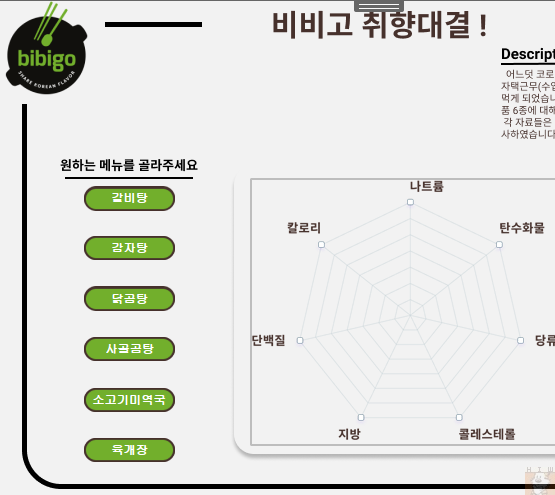 bibigo
SHARE KOREAN FLAVOR
비비고 취향대결 !
Descript
어느덧 코로
자택근무(수업
먹게 되었습니
품 6종에 대해
각 자료들은
사하였습니다
원하는 메뉴를 골라주세요
갈비탕
감자탕
닭곰탕
사골곰탕
소고기미역국
육개장
나트륨
칼로리
탄수화물
단백질
당류
지방
콜레스테롤